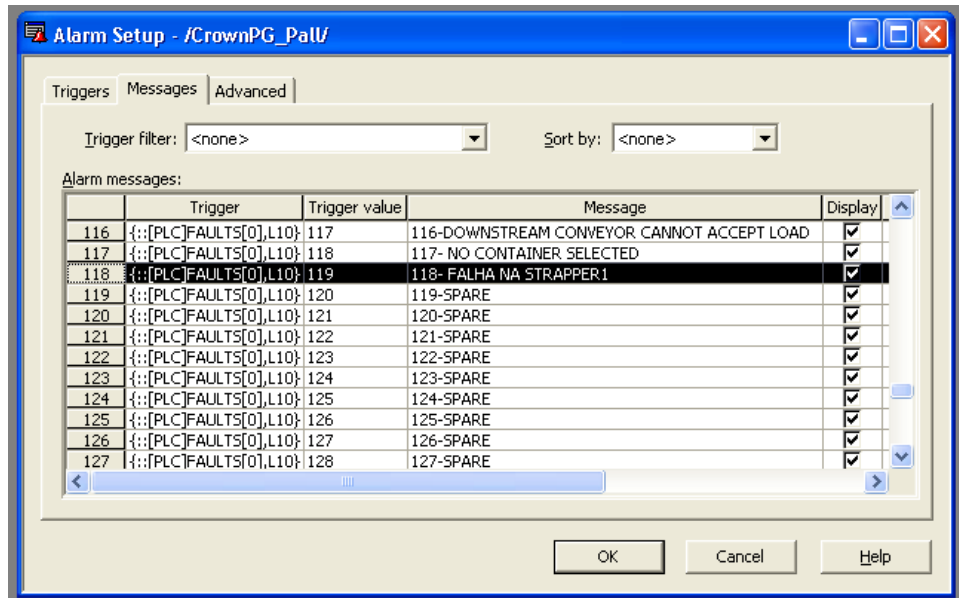 Alarm Setup - /CrownPG_Pall/
Triggers Messages Advanced
Trigger filter: <none> Sort by: <none>
Alarm messages:
Trigger Trigger value Message Display
116 {::[PLC]FAULTS[0],L10} 117 116-DOWNSTREAM CONVEYOR CANNOT ACCEPT LOAD
117 {::[PLC]FAULTS[0],L10} 118 117- NO CONTAINER SELECTED
118 {::[PLC]FAULTS[0],L10} 119 118- FALHA NA STRAPPER1
119 {::[PLC]FAULTS[0],L10} 120 119-SPARE
120 {::[PLC]FAULTS[0],L10} 121 120-SPARE
121 {::[PLC]FAULTS[0],L10} 122 121-SPARE
122 {::[PLC]FAULTS[0],L10} 123 122-SPARE
123 {::[PLC]FAULTS[0],L10} 124 123-SPARE
124 {::[PLC]FAULTS[0],L10} 125 124-SPARE
125 {::[PLC]FAULTS[0],L10} 126 125-SPARE
126 {::[PLC]FAULTS[0],L10} 127 126-SPARE
127 {::[PLC]FAULTS[0],L10} 128 127-SPARE
OK Cancel Help